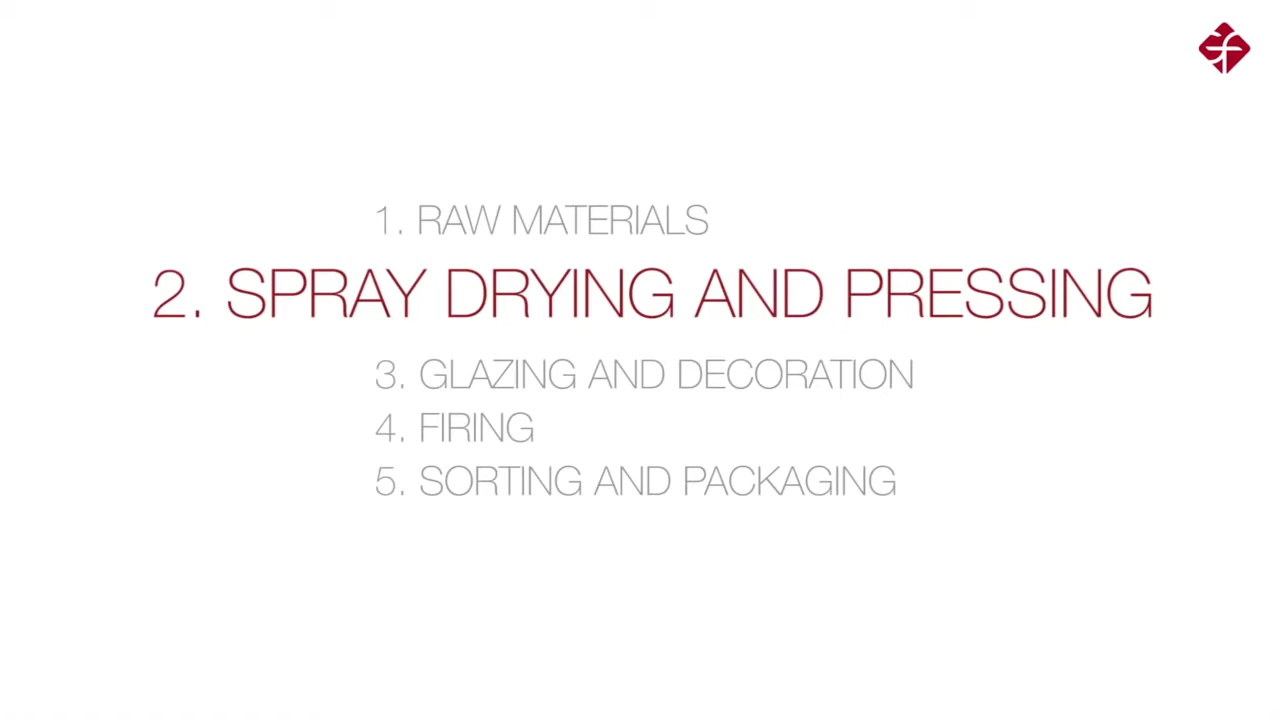 1. RAW MATERIALS
2. SPRAY DRYING AND PRESSING
3. GLAZING AND DECORATION
4. FIRING
5. SORTING AND PACKAGING